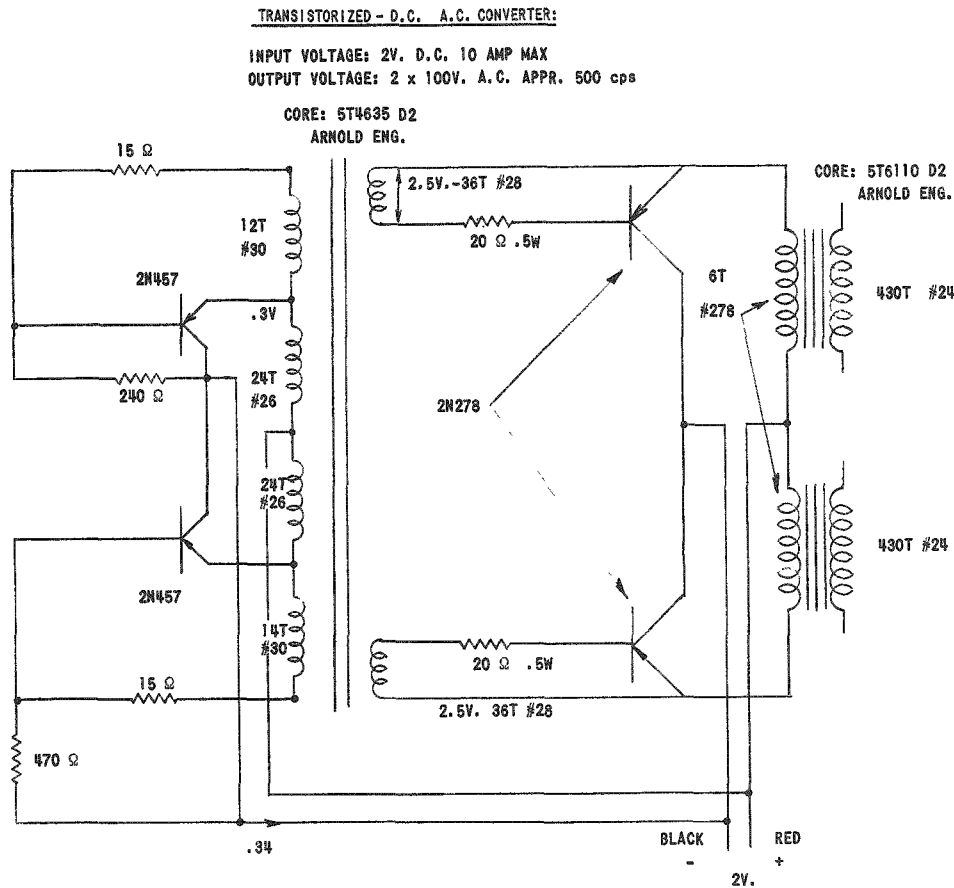 TRANSISTORIZED - D.C. A.C. CONVERTER:
INPUT VOLTAGE: 2V. D.C. 10 AMP MAX
OUTPUT VOLTAGE: 2 x 100V. A.C. APPR. 500 cps
CORE: 5T4635 D2
ARNOLD ENG.
15 Ω
12T
#30
2N457
.3V
240 Ω
24T
#26
24T
#26
2N457
14T
#30
15 Ω
470 Ω
.34
2.5V.-36T #28
20 Ω .5W
2N278
20 Ω .5W
2.5V. 36T #28
CORE: 5T6110 D2
ARNOLD ENG.
6T
#278
430T #24
430T #24
BLACK
-
RED
+
2V.